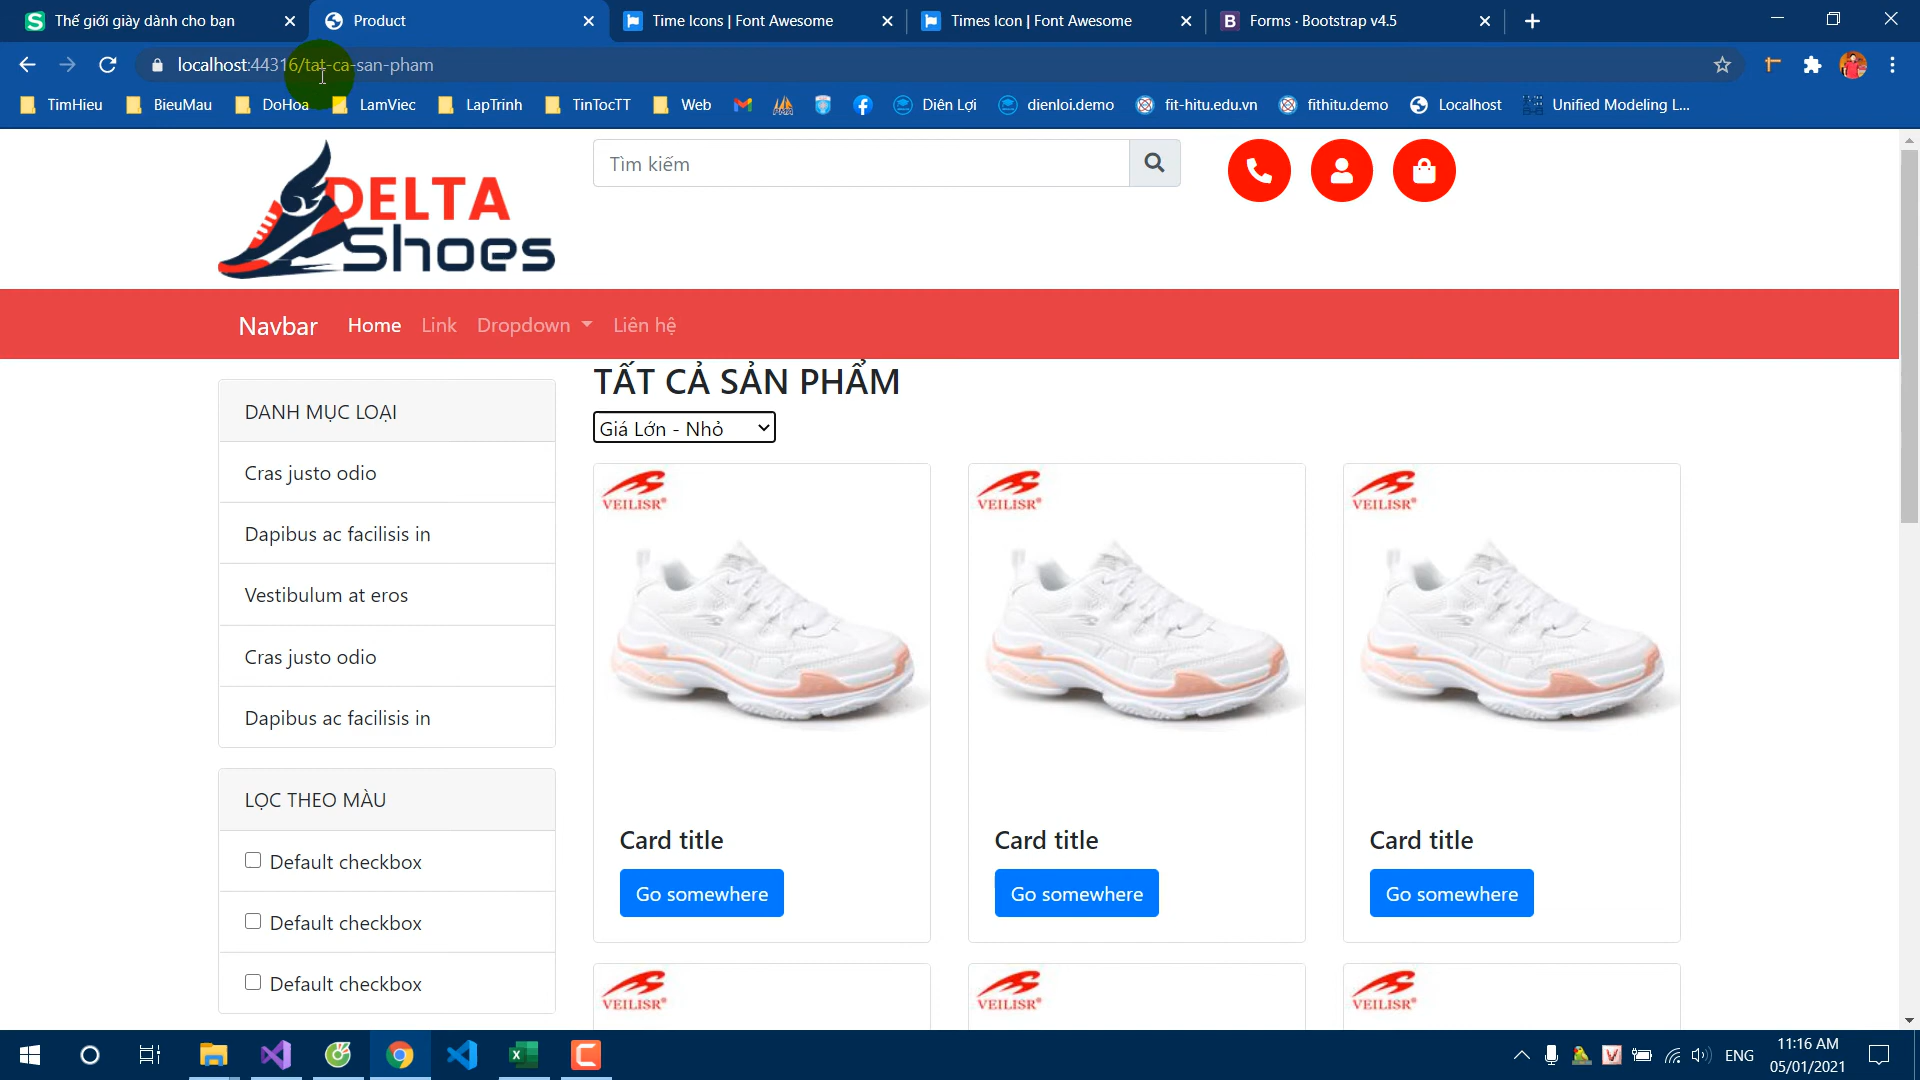 Thế giới giày dành cho bạn
Product
Time Icons | Font Awesome
Times Icon | Font Awesome
Forms · Bootstrap v4.5
localhost:44316/tat-ca-san-pham
TimHieu
BieuMau
DoHoa
LamViec
LapTrinh
TinTocTT
Web
Diên Lợi
dienloi.demo
fit-hitu.edu.vn
fithitu.demo
Localhost
Unified Modeling L...
DELTA
Shoes
Tìm kiếm
Navbar
Home
Link
Dropdown
Liên hệ
DANH MỤC LOẠI
Cras justo odio
Dapibus ac facilisis in
Vestibulum at eros
Cras justo odio
Dapibus ac facilisis in
LỌC THEO MÀU
Default checkbox
Default checkbox
Default checkbox
TẤT CẢ SẢN PHẨM
Giá Lớn - Nhỏ
VEILISR®
VEILISR®
VEILISR®
Card title
Card title
Card title
Go somewhere
Go somewhere
Go somewhere
VEILISR®
VEILISR®
VEILISR®
ENG
11:16 AM
05/01/2021